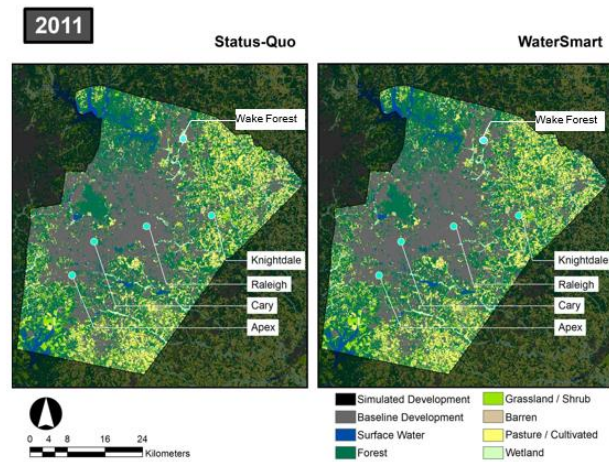 2011
Status-Quo
WaterSmart
Wake Forest
Knightdale
Raleigh
Cary
Apex
Wake Forest
Knightdale
Raleigh
Cary
Apex
0 4 8 16 24
Kilometers
Simulated Development
Baseline Development
Surface Water
Forest
Grassland / Shrub
Barren
Pasture / Cultivated
Wetland